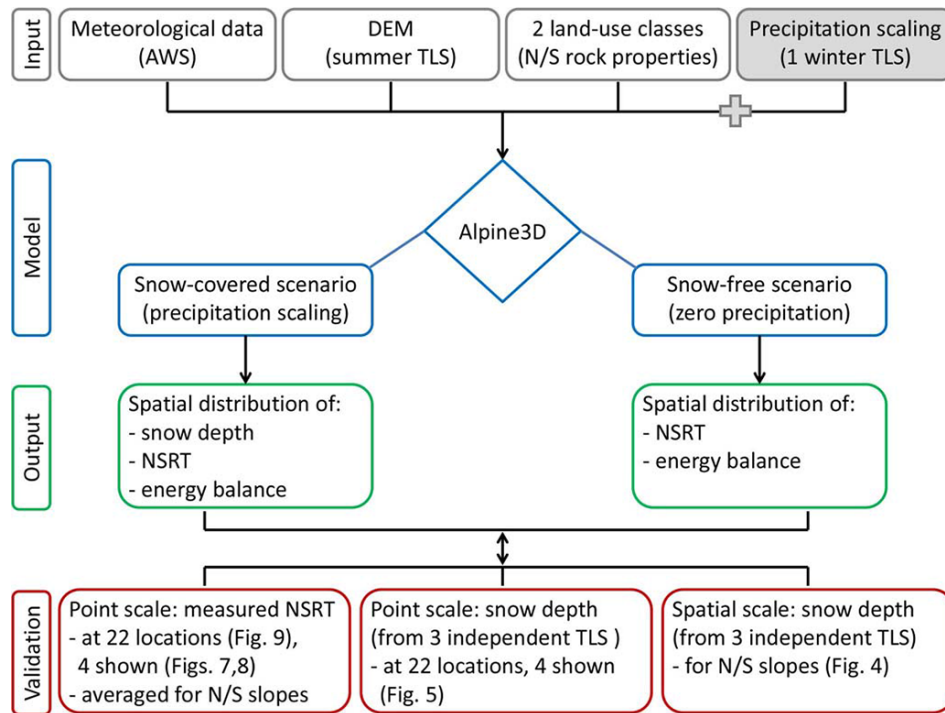 Input
Meteorological data
(AWS)
DEM
(summer TLS)
2 land-use classes
(N/S rock properties)
Precipitation scaling
(1 winter TLS)
Model
Alpine3D
Snow-covered scenario
(precipitation scaling)
Snow-free scenario
(zero precipitation)
Output
Spatial distribution of:
- snow depth
- NSRT
- energy balance
Spatial distribution of:
- NSRT
- energy balance
Validation
Point scale: measured NSRT
- at 22 locations (Fig. 9),
4 shown (Figs. 7,8)
- averaged for N/S slopes
Point scale: snow depth
(from 3 independent TLS )
- at 22 locations, 4 shown
(Fig. 5)
Spatial scale: snow depth
(from 3 independent TLS)
- for N/S slopes (Fig. 4)